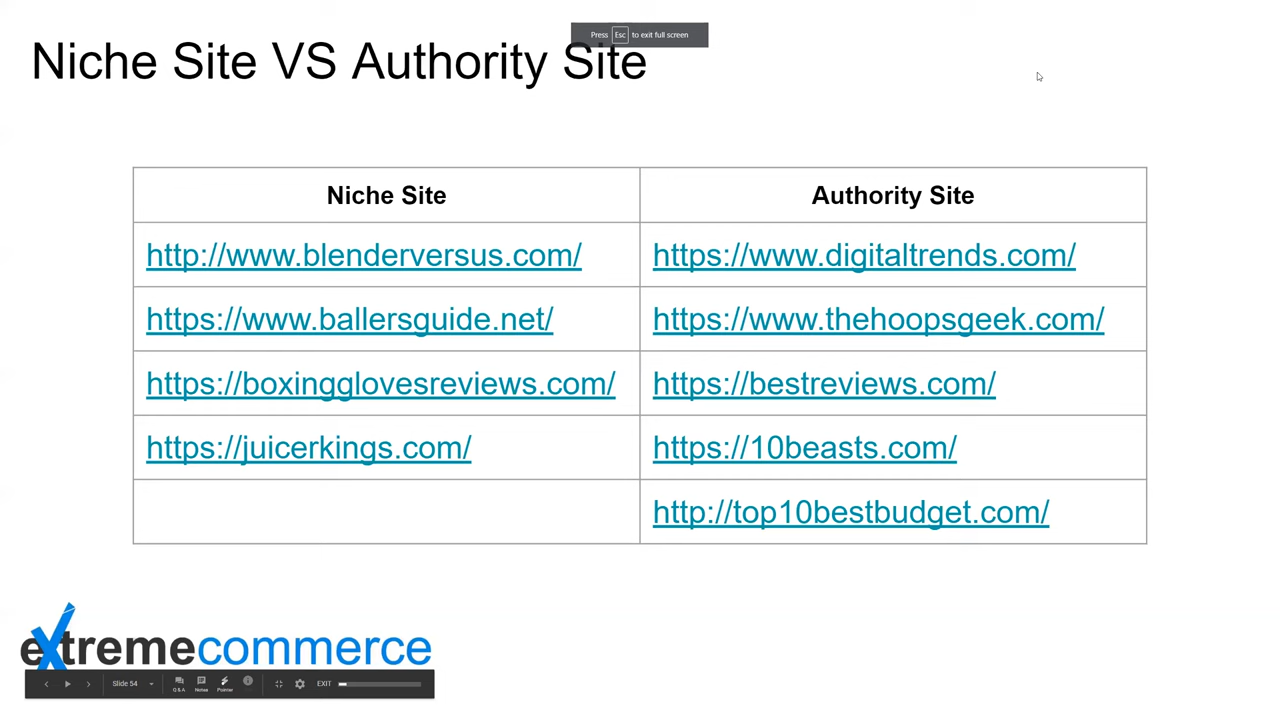 Press Esc to exit full screen
Niche Site VS Authority Site
Niche Site
Authority Site
http://www.blenderversus.com/
https://www.digitaltrends.com/
https://www.ballersguide.net/
https://www.thehoopsgeek.com/
https://boxingglovesreviews.com/
https://bestreviews.com/
https://juicerkings.com/
https://10beasts.com/
http://top10bestbudget.com/
extremecommerce
Slide 54
Q & A
Notes
Pointer
EXIT